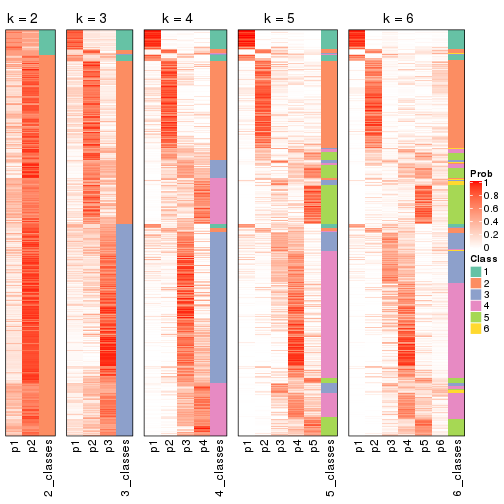 k = 2
k = 3
k = 4
k = 5
k = 6
Prob
1
0.8
0.6
0.4
0.2
0
Class
1
2
3
4
5
6
p1 p2 2_classes
p1 p2 p3 3_classes
p1 p2 p3 p4 4_classes
p1 p2 p3 p4 p5 5_classes
p1 p2 p3 p4 p5 p6 6_classes